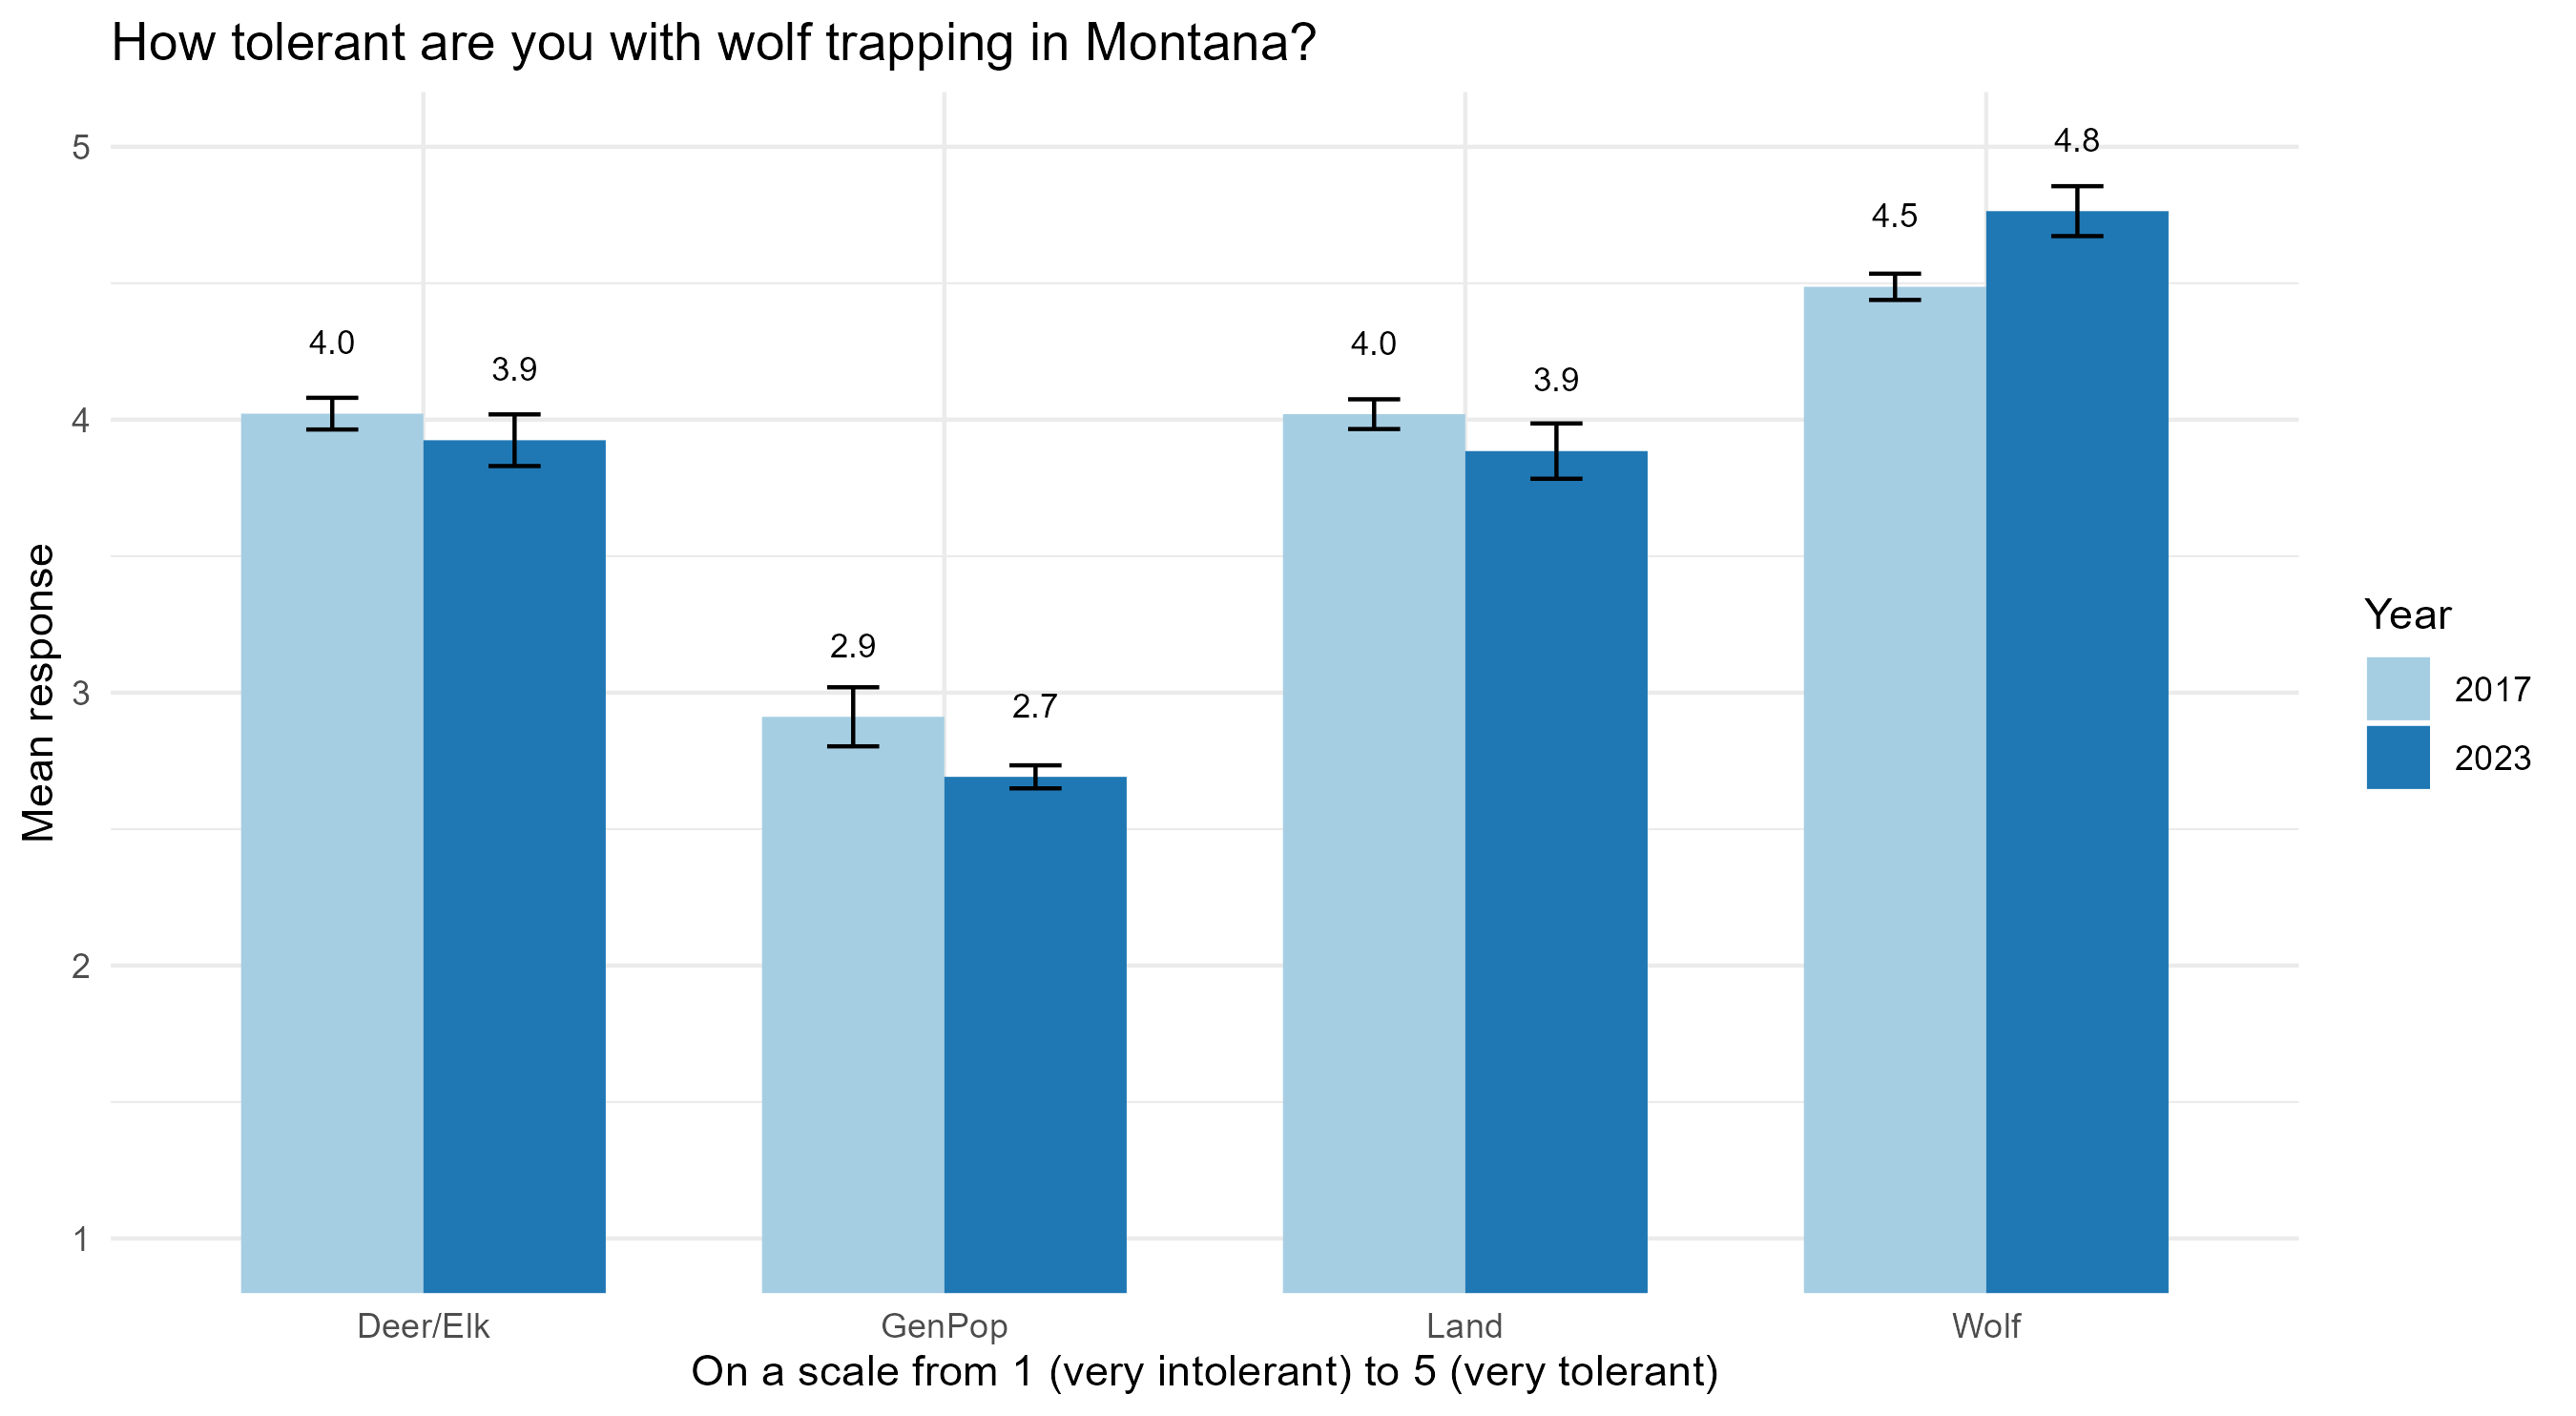 How tolerant are you with wolf trapping in Montana?
5
4
3
2
1
Mean response
4.0
3.9
2.9
2.7
4.0
3.9
4.5
4.8
Deer/Elk
GenPop
Land
Wolf
On a scale from 1 (very intolerant) to 5 (very tolerant)
Year
2017
2023